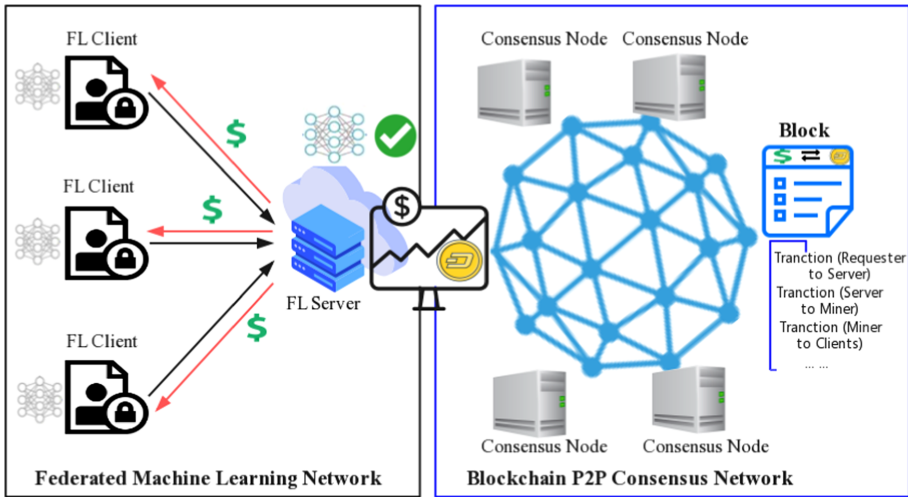 FL Client
$
FL Client
$
FL Client
$
FL Server
$
Federated Machine Learning Network
Consensus Node
Consensus Node
Block
$
Tranction (Requester
to Server)
Tranction (Server
to Miner)
Tranction (Miner
to Clients)
... ...
Consensus Node
Consensus Node
Blockchain P2P Consensus Network